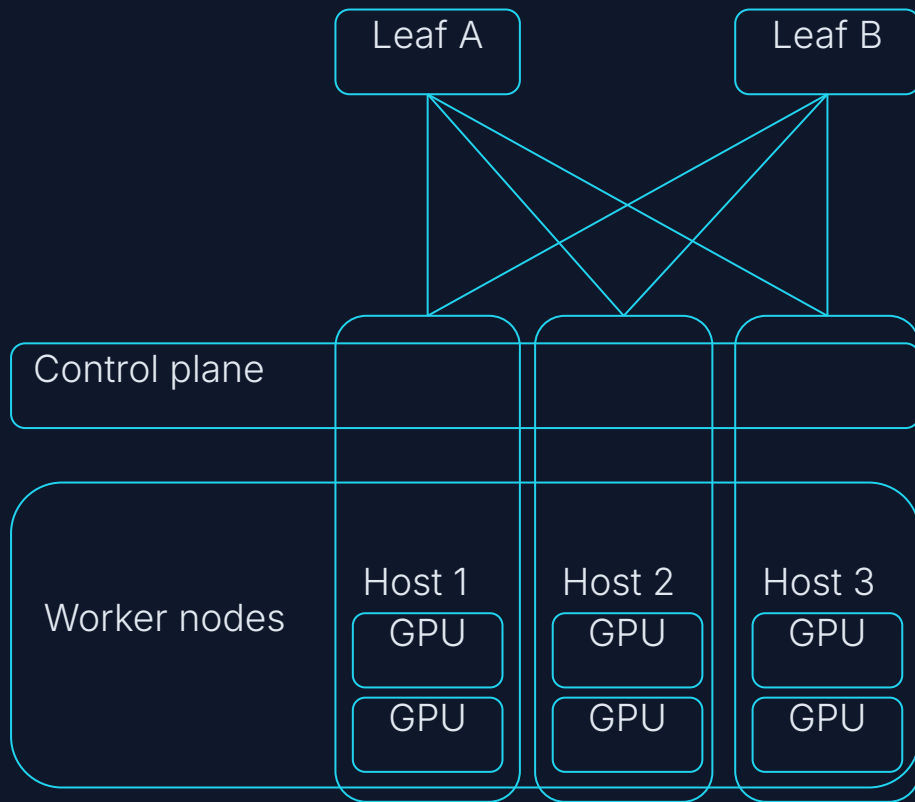 Leaf A
Leaf B
Control plane
Host 1
Host 2
Host 3
Worker nodes
GPU
GPU
GPU
GPU
GPU
GPU